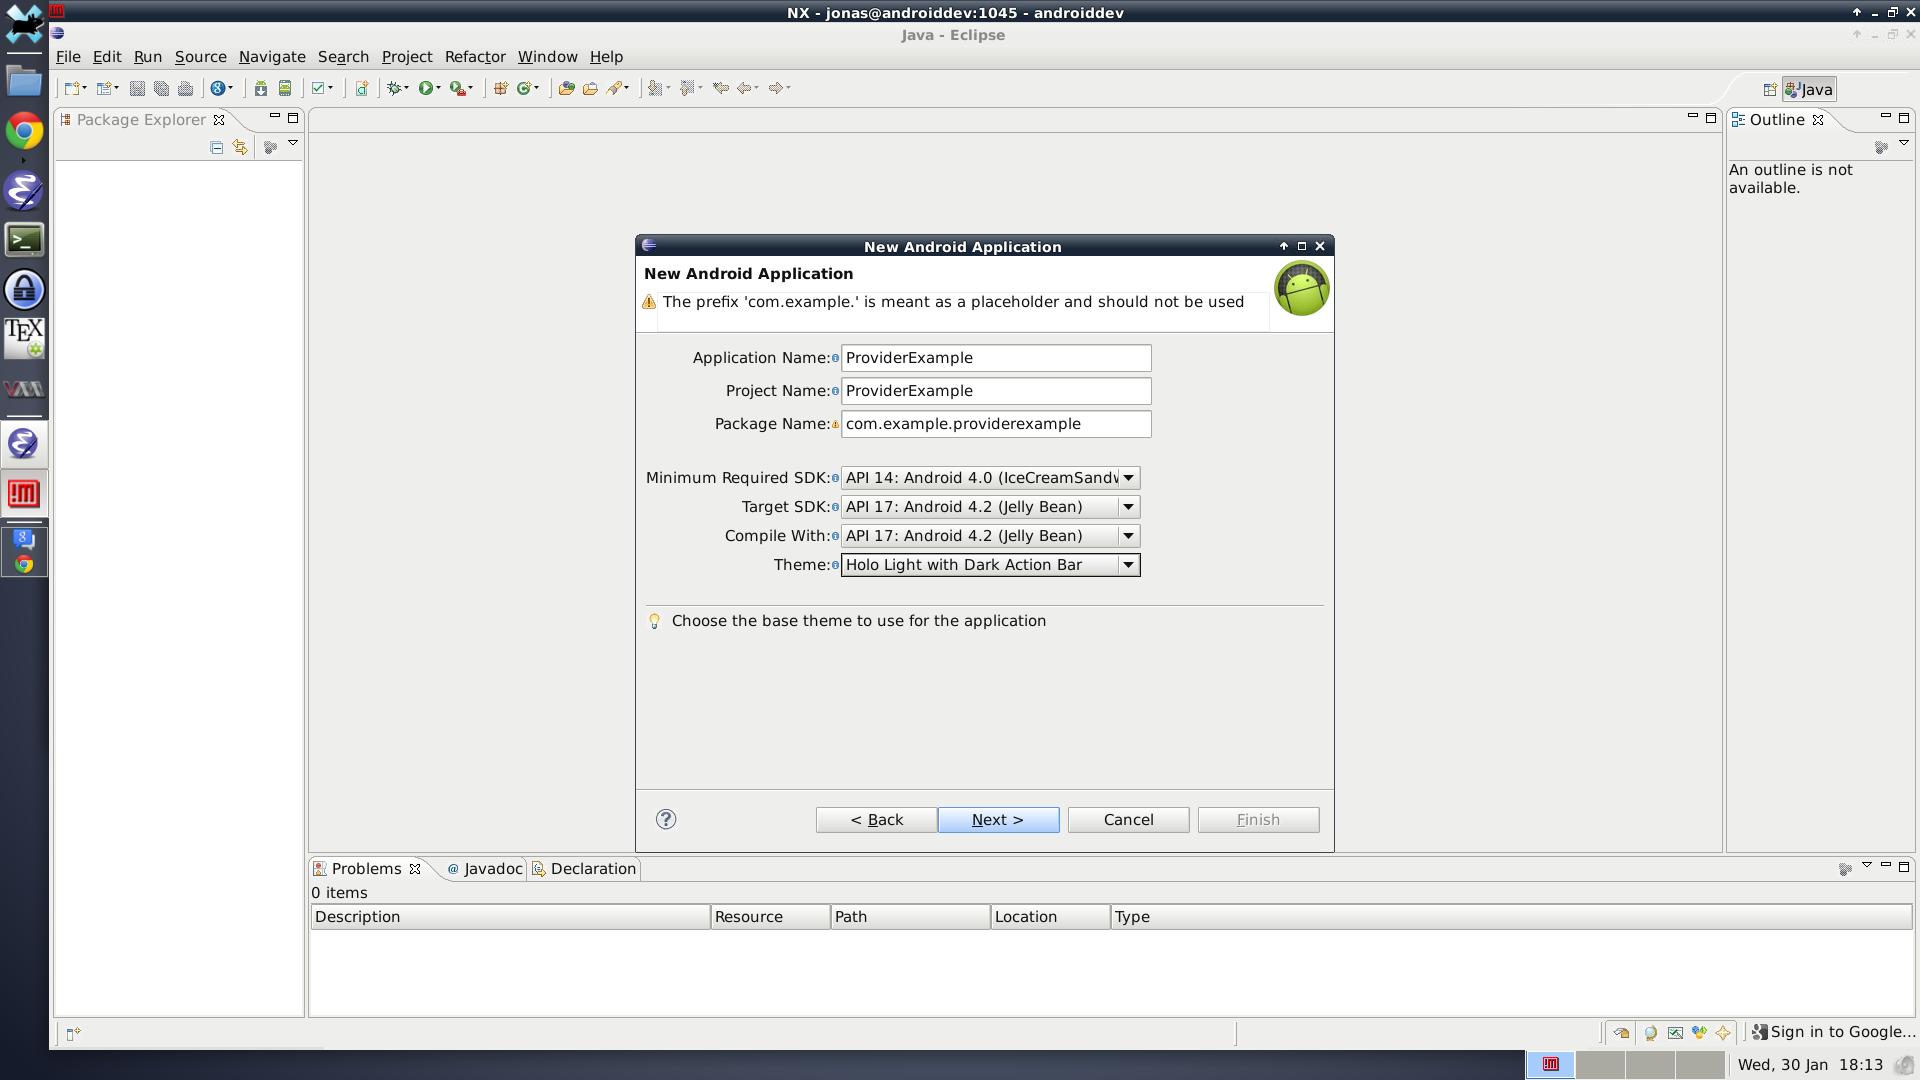 NX - jonas@androiddev:1045 - androiddev
Java - Eclipse
File Edit Run Source Navigate Search Project Refactor Window Help
Java
Package Explorer
Outline
An outline is not
available.
New Android Application
New Android Application
The prefix 'com.example.' is meant as a placeholder and should not be used
Application Name: ProviderExample
Project Name: ProviderExample
Package Name: com.example.providerexample
Minimum Required SDK: API 14: Android 4.0 (IceCreamSandw
Target SDK: API 17: Android 4.2 (Jelly Bean)
Compile With: API 17: Android 4.2 (Jelly Bean)
Theme: Holo Light with Dark Action Bar
Choose the base theme to use for the application
< Back Next > Cancel Finish
Problems @ Javadoc Declaration
0 items
Description Resource Path Location Type
Sign in to Google...
Wed, 30 Jan 18:13
TEX